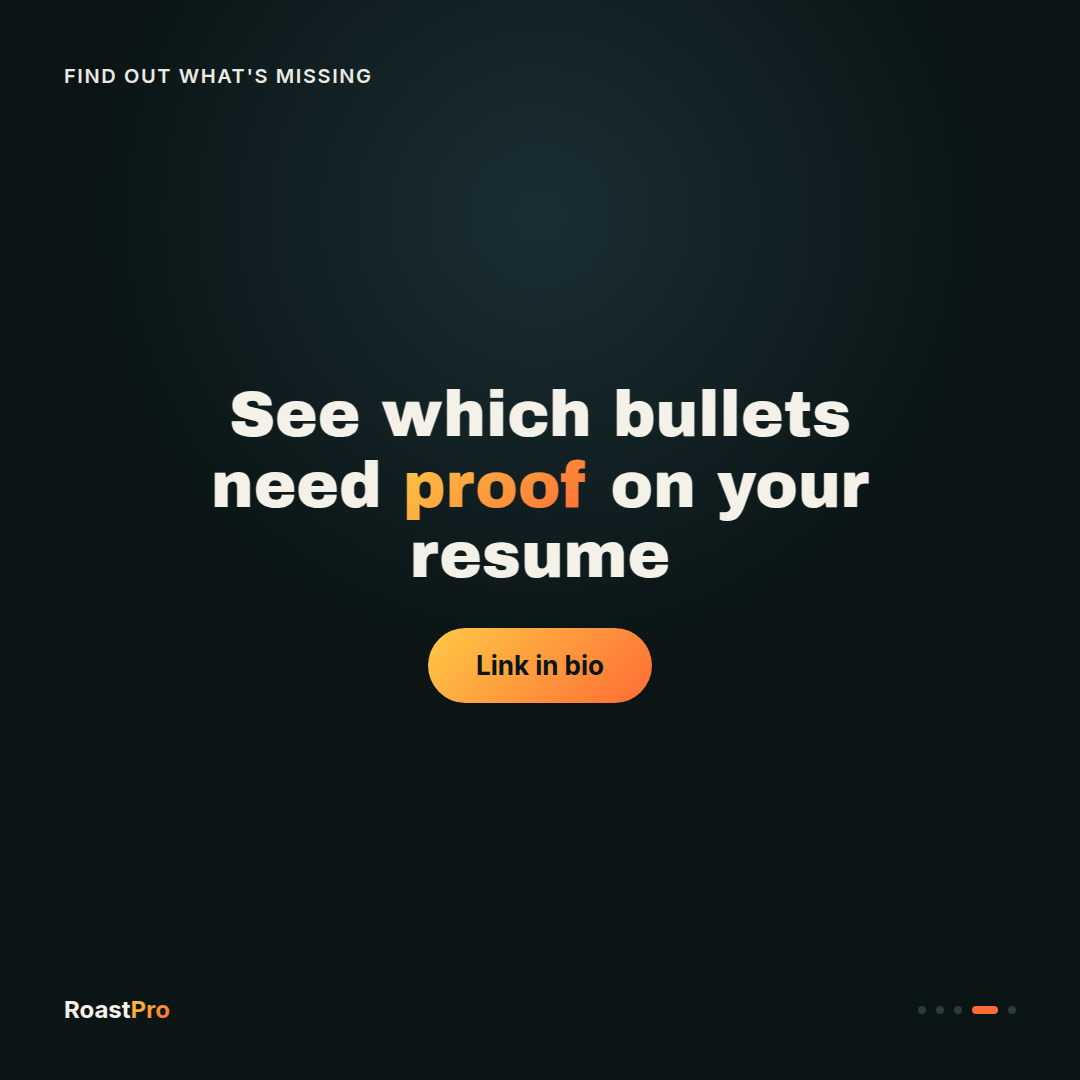 FIND OUT WHAT'S MISSING
See which bullets
need proof on your
resume
Link in bio
RoastPro